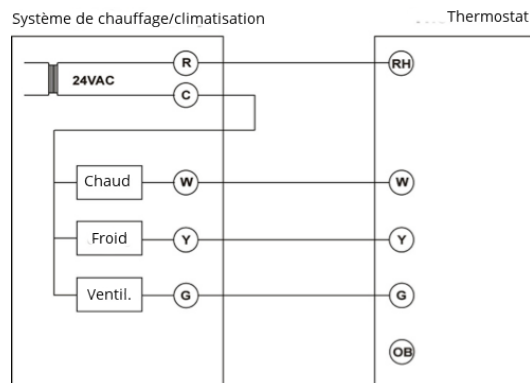 Système de chauffage/climatisation
Thermostat
R
RH
24VAC
C
Chaud
W
W
Froid
Y
Y
Ventil.
G
G
OB